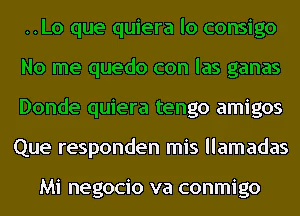 ..Lo que quiera lo consigo
No me quedo con las ganas
Donde quiera tengo amigos
Que responden mis llamadas
Mi negocio va conmigo